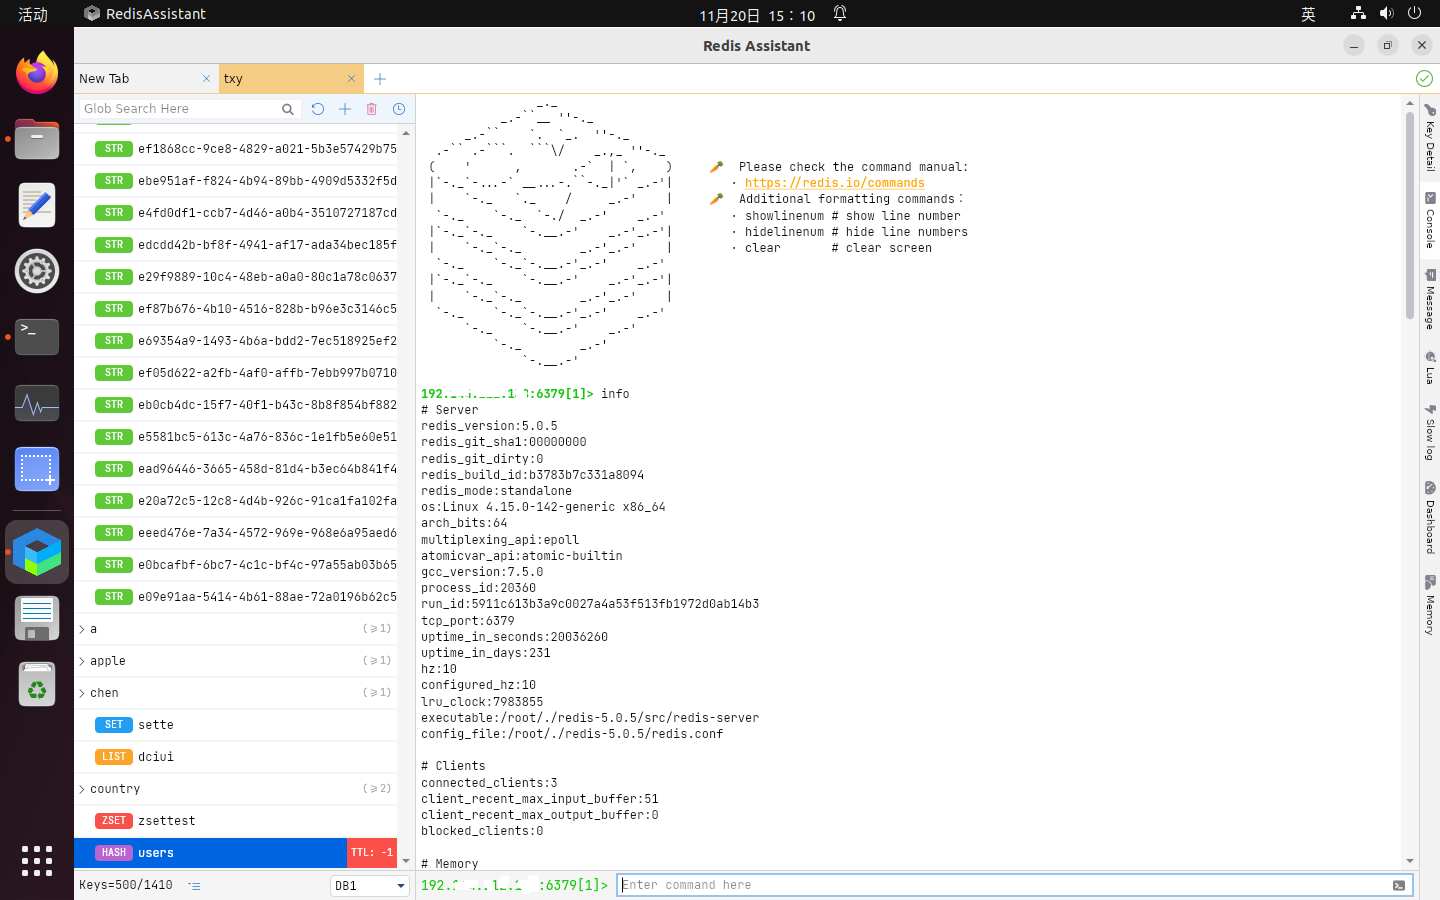 活动
RedisAssistant
11月20日 15：10
英
Redis Assistant
New Tab
txy
Glob Search Here
STR ef1868cc-9ce8-4829-a021-5b3e57429b75
STR ebe951af-f824-4b94-89bb-4909d5332f5d
STR e4fd0df1-ccb7-4d46-a0b4-3510727187cd
STR edcdd42b-bf8f-4941-af17-ada34bec185f
STR e29f9889-10c4-48eb-a0a0-80c1a78c0637
STR ef87b676-4b10-4516-828b-b96e3c3146c5
STR e69354a9-1493-4b6a-bdd2-7ec518925ef2
STR ef05d622-a2fb-4af0-affb-7ebb997b0710
STR eb0cb4dc-15f7-40f1-b43c-8b8f854bf882
STR e5581bc5-613c-4a76-836c-1e1fb5e60e51
STR ead96446-3665-458d-81d4-b3ec64b841f4
STR e20a72c5-12c8-4d4b-926c-91ca1fa102fa
STR eeed476e-7a34-4572-969e-968e6a95aed6
STR e0bcafbf-6bc7-4c1c-bf4c-97a55ab03b65
STR e09e91aa-5414-4b61-88ae-72a0196b62c5
a (⩾1)
apple (⩾1)
chen (⩾1)
SET sette
LIST dciui
country (⩾2)
ZSET zsettest
HASH users TTL: -1
Keys=500/1410
DB1
🥕 Please check the command manual:
· https://redis.io/commands
🥕 Additional formatting commands：
· showlinenum # show line number
· hidelinenum # hide line numbers
· clear # clear screen
:6379[1]> info
# Server
redis_version:5.0.5
redis_git_sha1:00000000
redis_git_dirty:0
redis_build_id:b3783b7c331a8094
redis_mode:standalone
os:Linux 4.15.0-142-generic x86_64
arch_bits:64
multiplexing_api:epoll
atomicvar_api:atomic-builtin
gcc_version:7.5.0
process_id:20360
run_id:5911c613b3a9c0027a4a53f513fb1972d0ab14b3
tcp_port:6379
uptime_in_seconds:20036260
uptime_in_days:231
hz:10
configured_hz:10
lru_clock:7983855
executable:/root/./redis-5.0.5/src/redis-server
config_file:/root/./redis-5.0.5/redis.conf
# Clients
connected_clients:3
client_recent_max_input_buffer:51
client_recent_max_output_buffer:0
blocked_clients:0
# Memory
:6379[1]>
Enter command here
Key Detail
Console
Message
Lua
Slow log
Dashboard
Memory